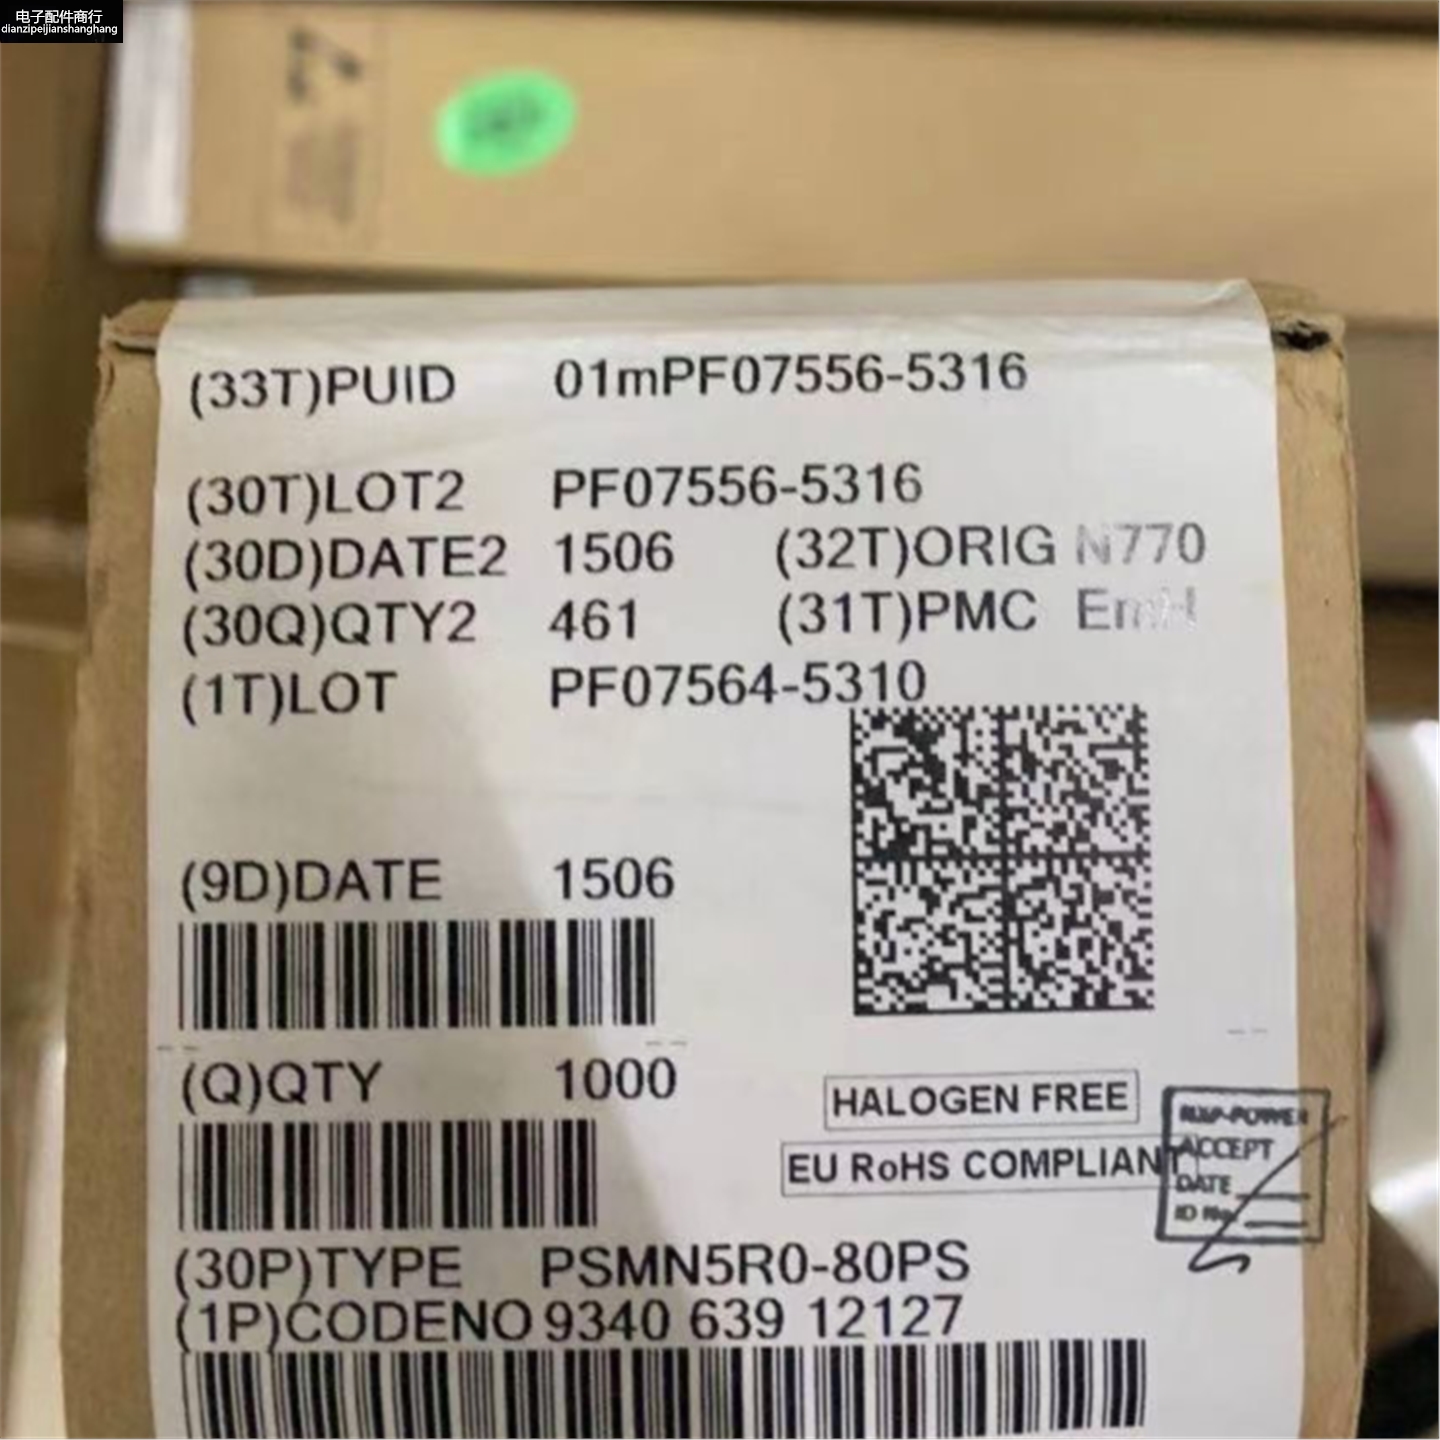 电子配件商行
dianzipeijianshanghang
(33T)PUID 01mPF07556-5316
(30T)LOT2 PF07556-5316
(30D)DATE2 1506 (32T)ORIG N770
(30Q)QTY2 461 (31T)PMC EmH
(1T)LOT PF07564-5310
(9D)DATE 1506
(Q)QTY 1000
HALOGEN FREE
EU RoHS COMPLIANT
ACCEPT
DATE
ID
(30P)TYPE PSMN5R0-80PS
(1P)CODENO 9340 639 12127